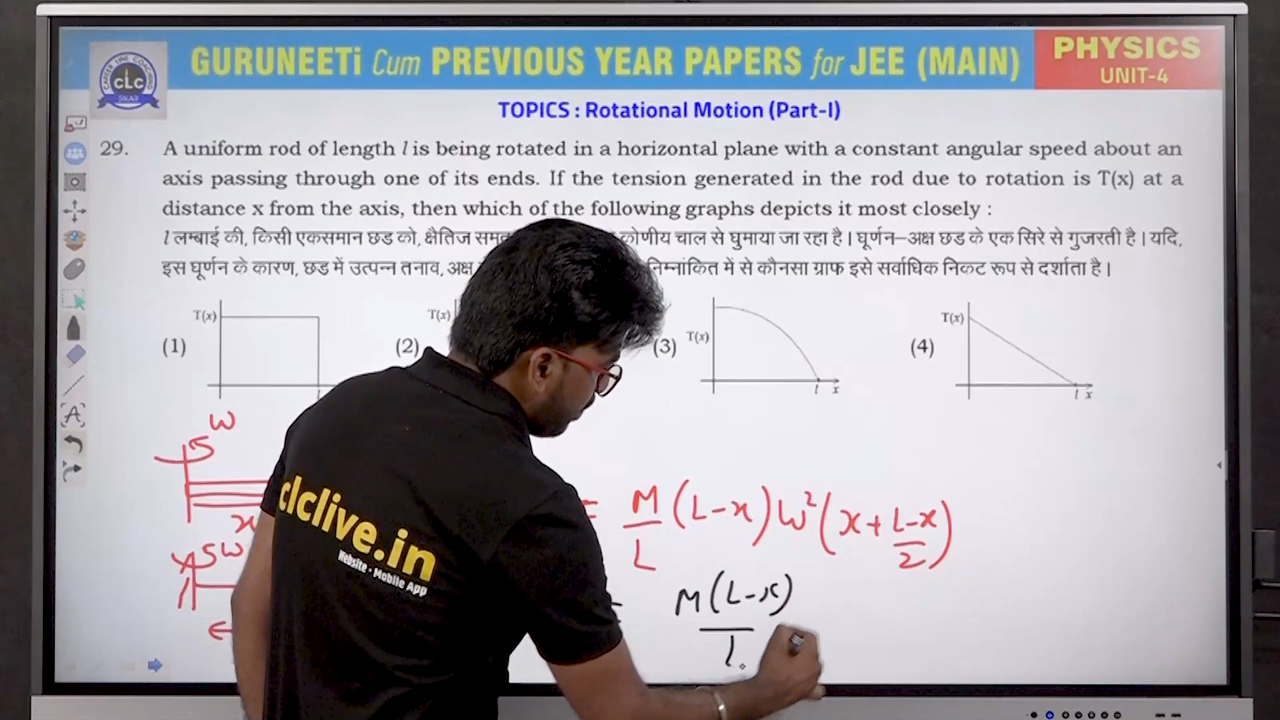 GURUNEETi Cum PREVIOUS YEAR PAPERS for JEE (MAIN)
PHYSICS
UNIT-4
CAREER LINE COACHING
CLC
SIKAR
TOPICS : Rotational Motion (Part-I)
29. A uniform rod of length l is being rotated in a horizontal plane with a constant angular speed about an
axis passing through one of its ends. If the tension generated in the rod due to rotation is T(x) at a
distance x from the axis, then which of the following graphs depicts it most closely :
l लम्बाई की, किसी एकसमान छड़ को, क्षैतिज कोणीय चाल से घुमाया जा रहा है। घूर्णन–अक्ष छड़ के एक सिरे से गुजरती है। यदि,
इस घूर्णन के कारण, छड़ में उत्पन्न तनाव, अक्ष निम्नांकित में से कौनसा ग्राफ इसे सर्वाधिक निकट रूप से दर्शाता है।
(1) T(x)
(2) T(x)
(3) T(x) l x
(4) T(x) l x
ω
x
ω
= M/L (L-x) ω² (x + L-x/2)
M(L-x)/L
clclive.in
Website • Mobile App